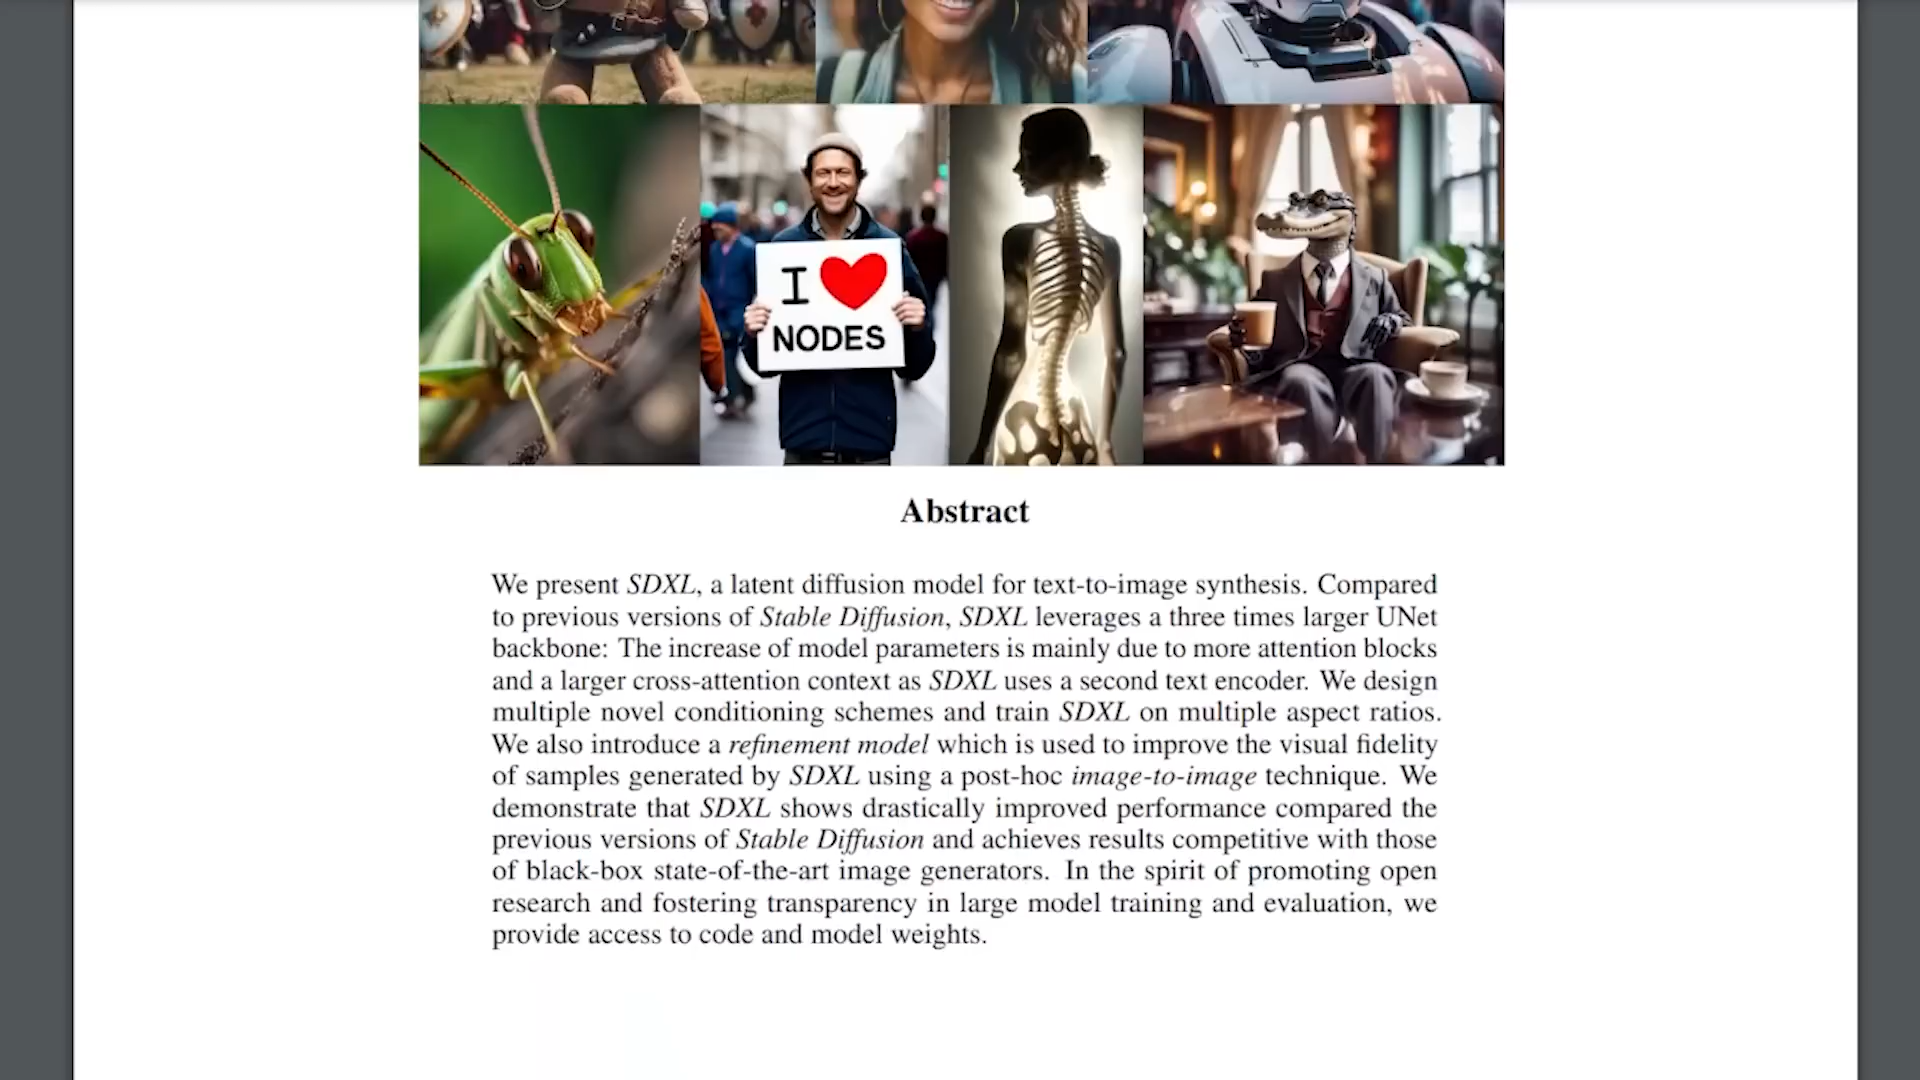 I ❤
NODES
Abstract
We present SDXL, a latent diffusion model for text-to-image synthesis. Compared
to previous versions of Stable Diffusion, SDXL leverages a three times larger UNet
backbone: The increase of model parameters is mainly due to more attention blocks
and a larger cross-attention context as SDXL uses a second text encoder. We design
multiple novel conditioning schemes and train SDXL on multiple aspect ratios.
We also introduce a refinement model which is used to improve the visual fidelity
of samples generated by SDXL using a post-hoc image-to-image technique. We
demonstrate that SDXL shows drastically improved performance compared the
previous versions of Stable Diffusion and achieves results competitive with those
of black-box state-of-the-art image generators. In the spirit of promoting open
research and fostering transparency in large model training and evaluation, we
provide access to code and model weights.